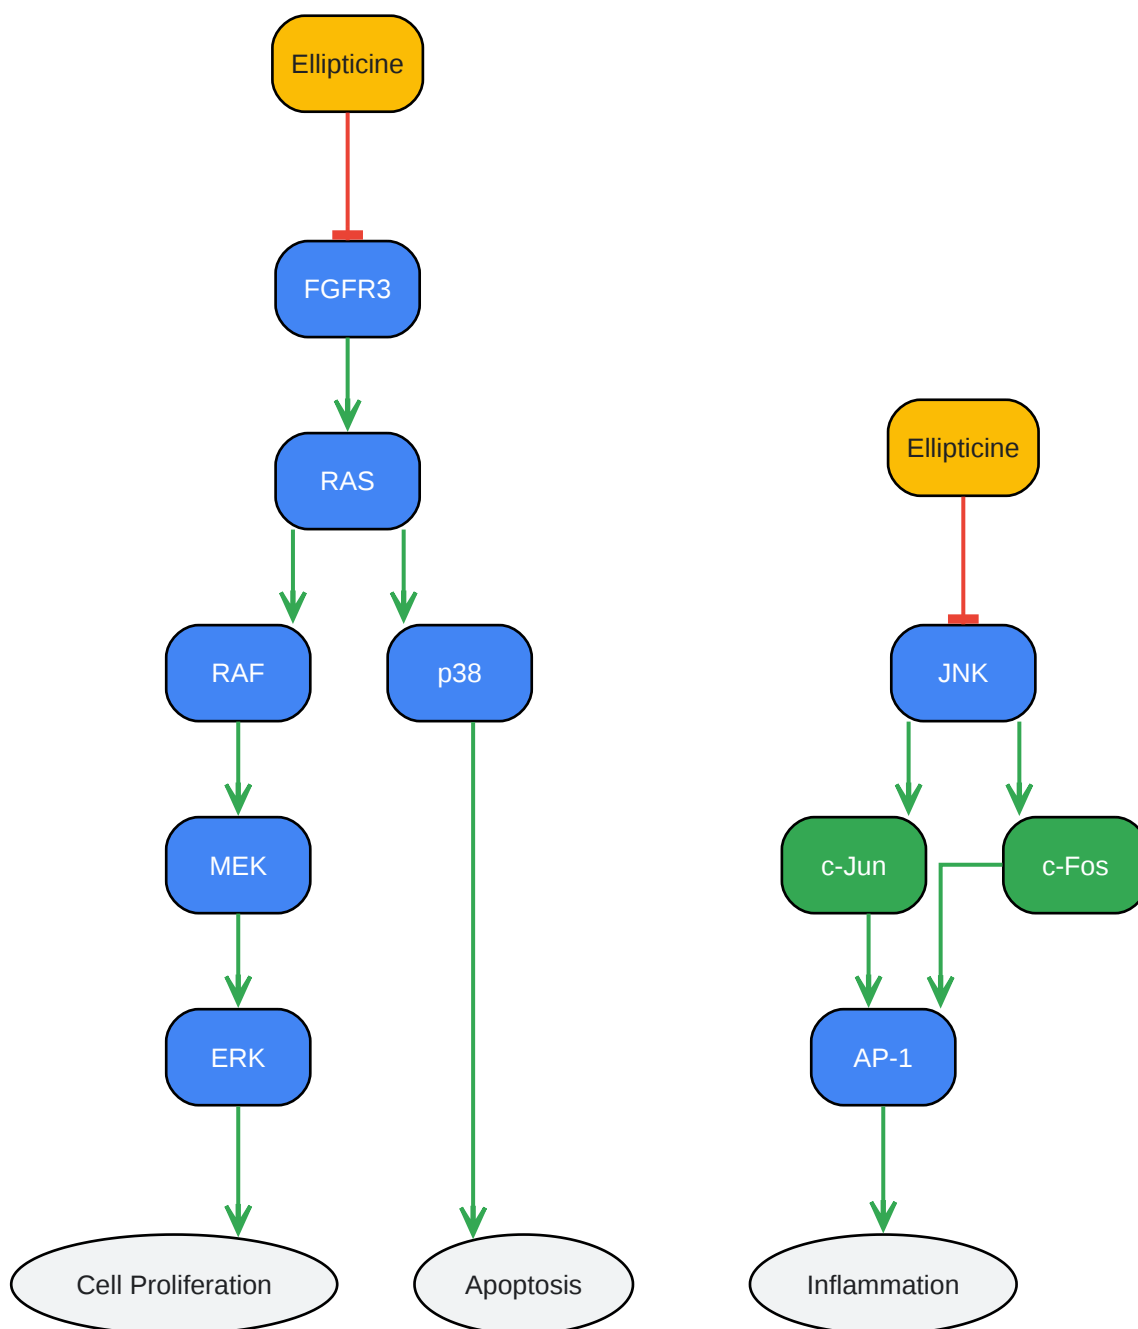 Ellipticine
FGFR3
RAS
Ellipticine
RAF
p38
JNK
MEK
c-Jun
c-Fos
ERK
AP-1
Cell Proliferation
Apoptosis
Inflammation